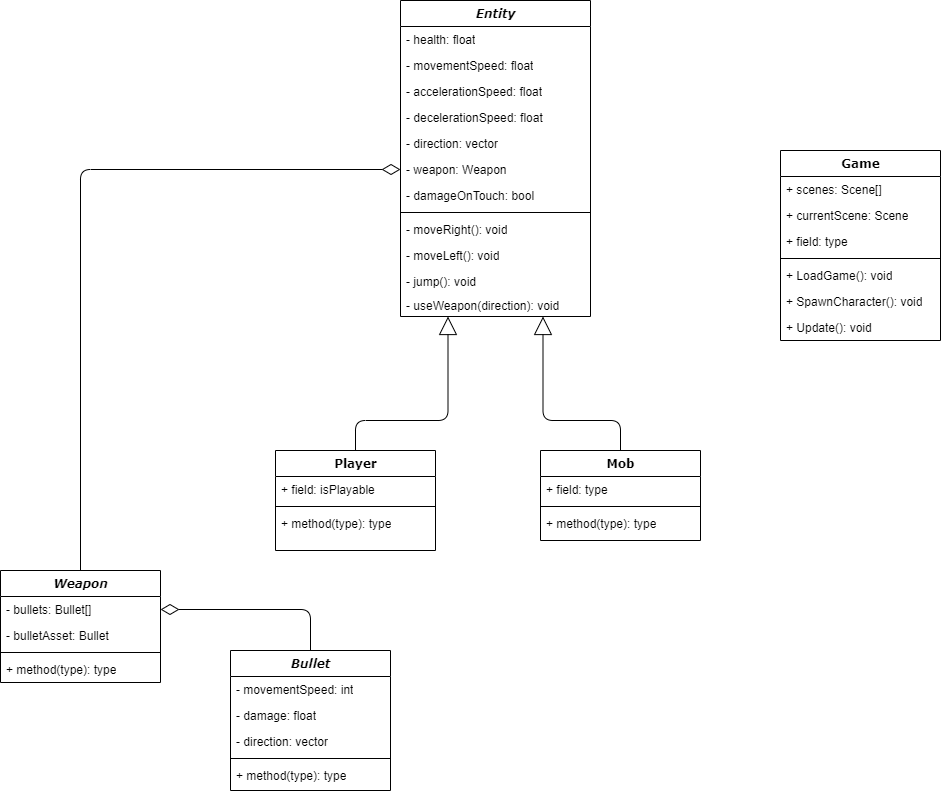 Entity
- health: float
- movementSpeed: float
- accelerationSpeed: float
- decelerationSpeed: float
- direction: vector
- weapon: Weapon
- damageOnTouch: bool
- moveRight(): void
- moveLeft(): void
- jump(): void
- useWeapon(direction): void
Game
+ scenes: Scene[]
+ currentScene: Scene
+ field: type
+ LoadGame(): void
+ SpawnCharacter(): void
+ Update(): void
Player
+ field: isPlayable
+ method(type): type
Mob
+ field: type
+ method(type): type
Weapon
- bullets: Bullet[]
- bulletAsset: Bullet
+ method(type): type
Bullet
- movementSpeed: int
- damage: float
- direction: vector
+ method(type): type